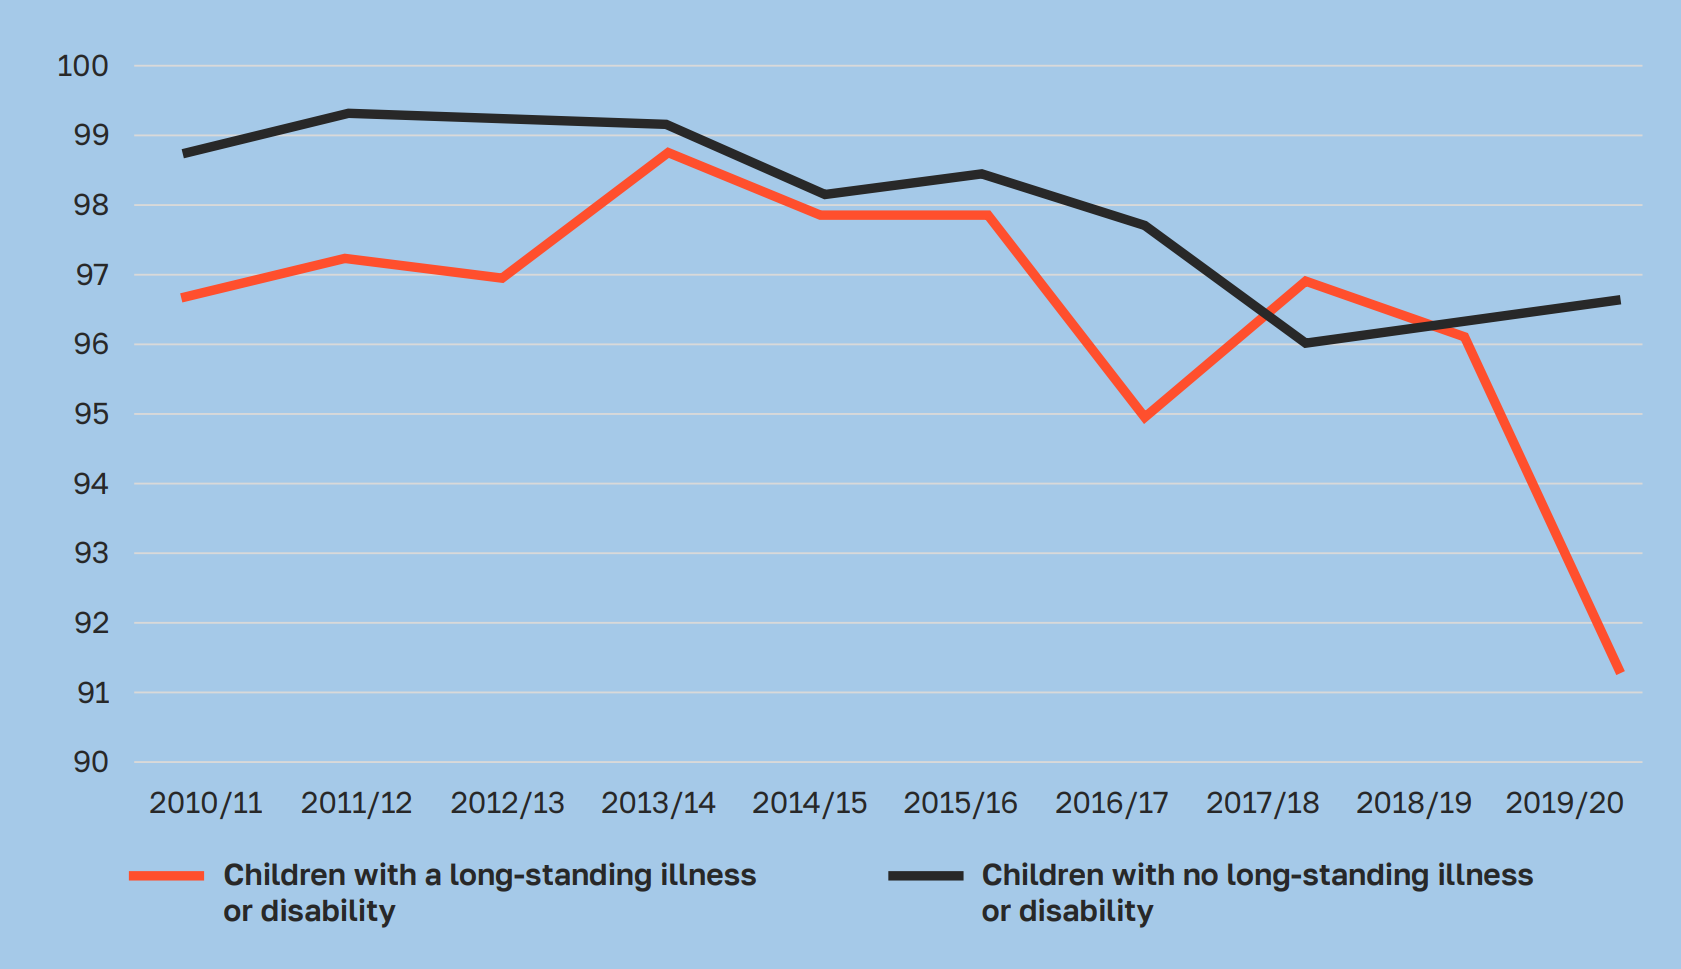 100
99
98
97
96
95
94
93
92
91
90
2010/11 2011/12 2012/13 2013/14 2014/15 2015/16 2016/17 2017/18 2018/19 2019/20
Children with a long-standing illness
or disability
Children with no long-standing illness
or disability